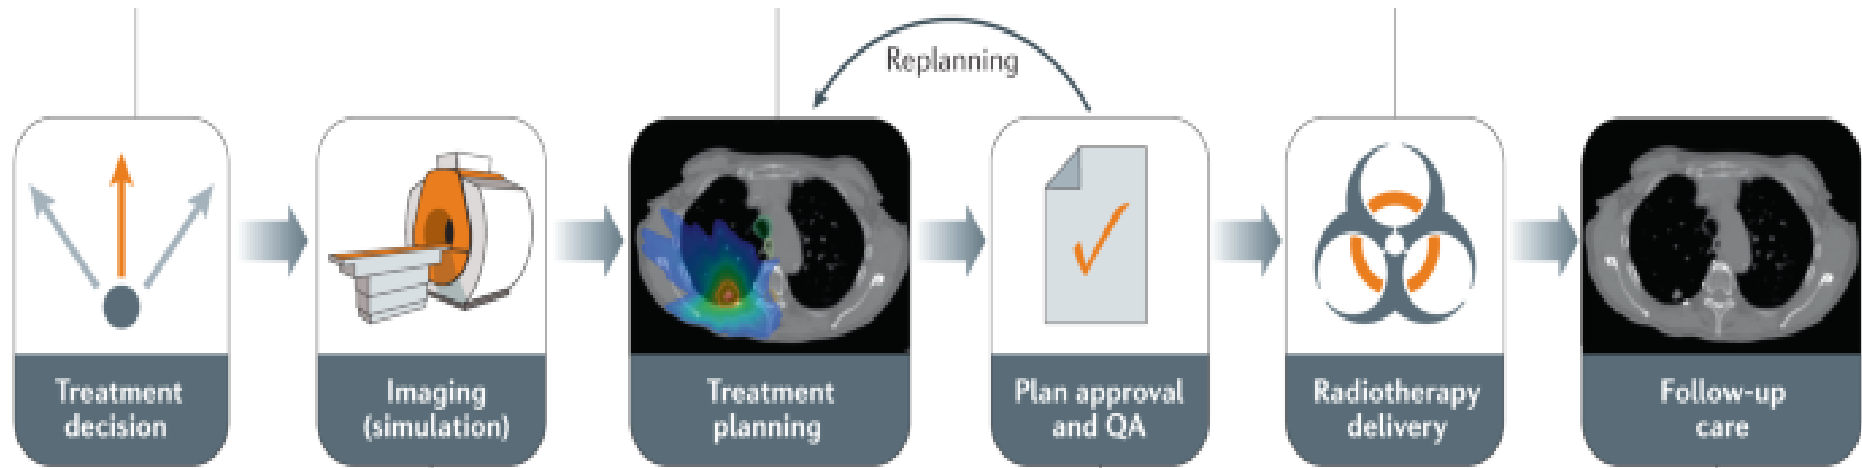 Replanning
Treatment
decision
Imaging
(simulation)
Treatment
planning
Plan approval
and QA
Radiotherapy
delivery
Follow-up
care